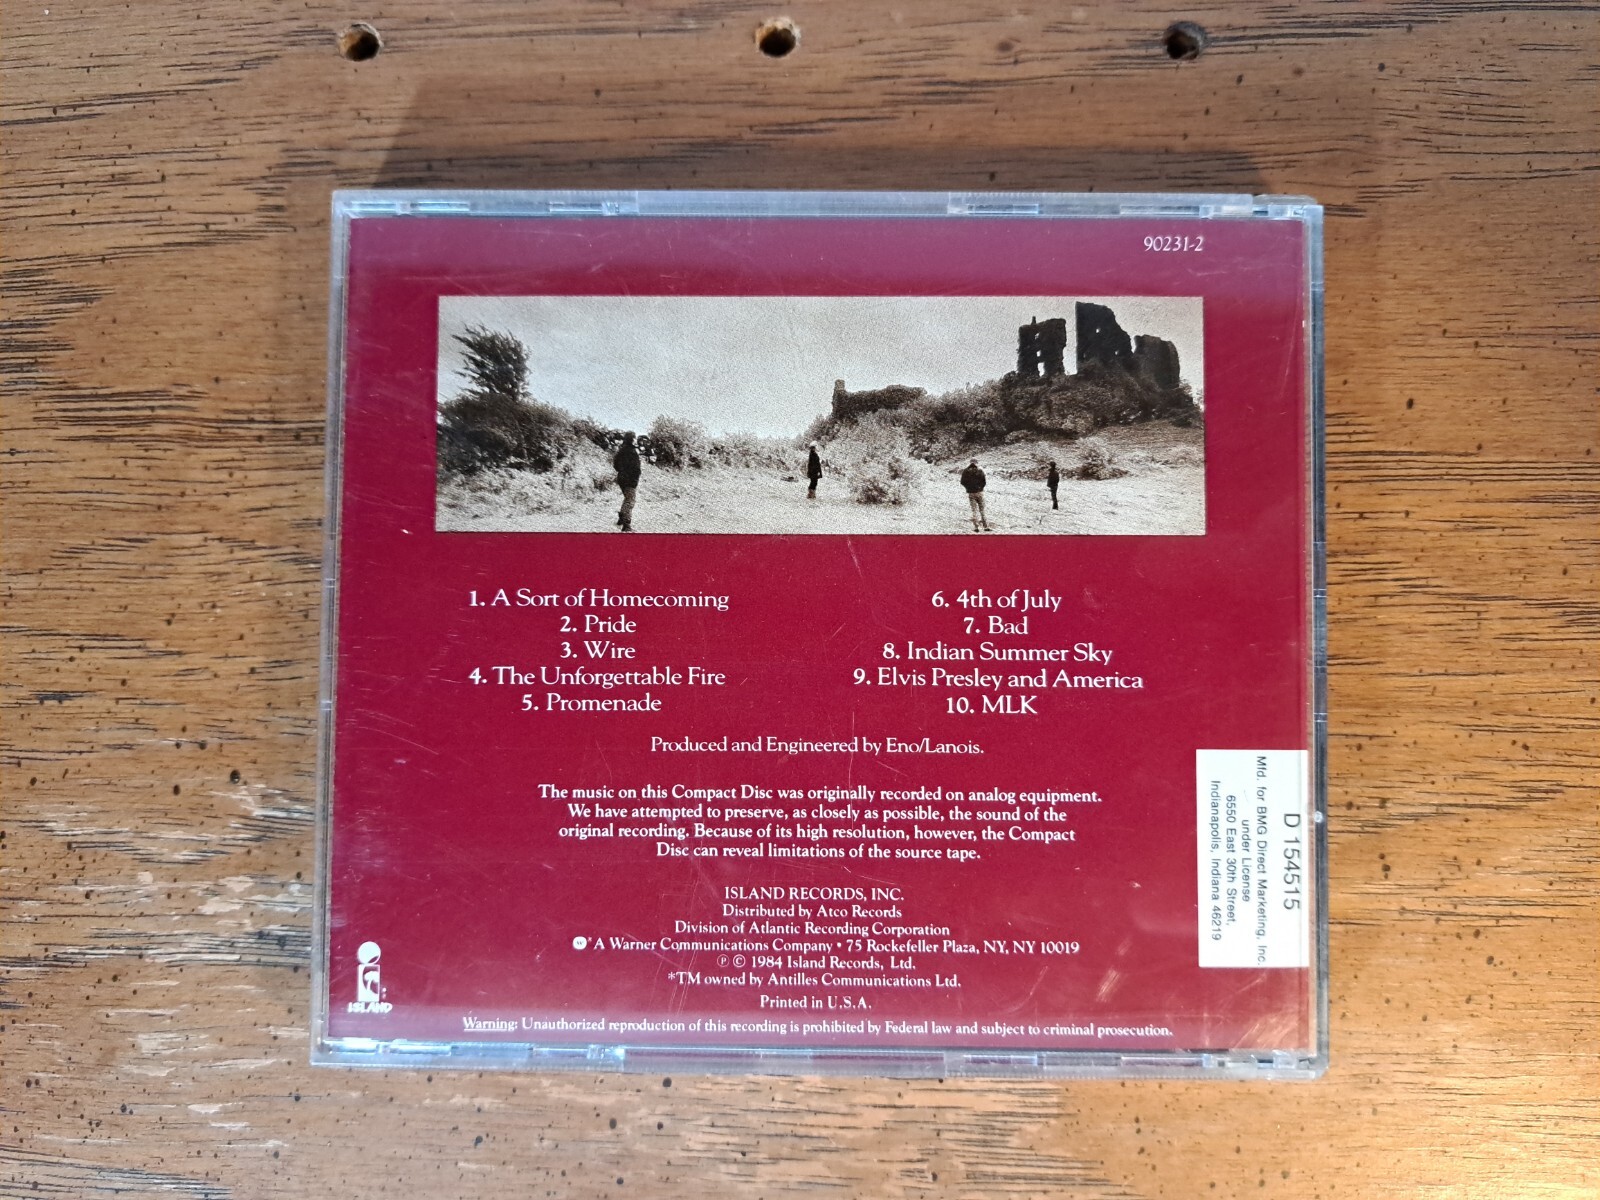 90231-2
1. A Sort of Homecoming
2. Pride
3. Wire
4. The Unforgettable Fire
5. Promenade
6. 4th of July
7. Bad
8. Indian Summer Sky
9. Elvis Presley and America
10. MLK
Produced and Engineered by Eno/Lanois.
The music on this Compact Disc was originally recorded on analog equipment.
We have attempted to preserve, as closely as possible, the sound of the
original recording. Because of its high resolution, however, the Compact
Disc can reveal limitations of the source tape.
ISLAND RECORDS, INC.
Distributed by Atco Records
Division of Atlantic Recording Corporation
A Warner Communications Company • 75 Rockefeller Plaza, NY, NY 10019
℗ © 1984 Island Records, Ltd.
*TM owned by Antilles Communications Ltd.
Printed in U.S.A.
Warning: Unauthorized reproduction of this recording is prohibited by Federal law and subject to criminal prosecution.
ISLAND
D 154515
Mfd. for BMG Direct Marketing, Inc.
under License
6550 East 30th Street,
Indianapolis, Indiana 46219